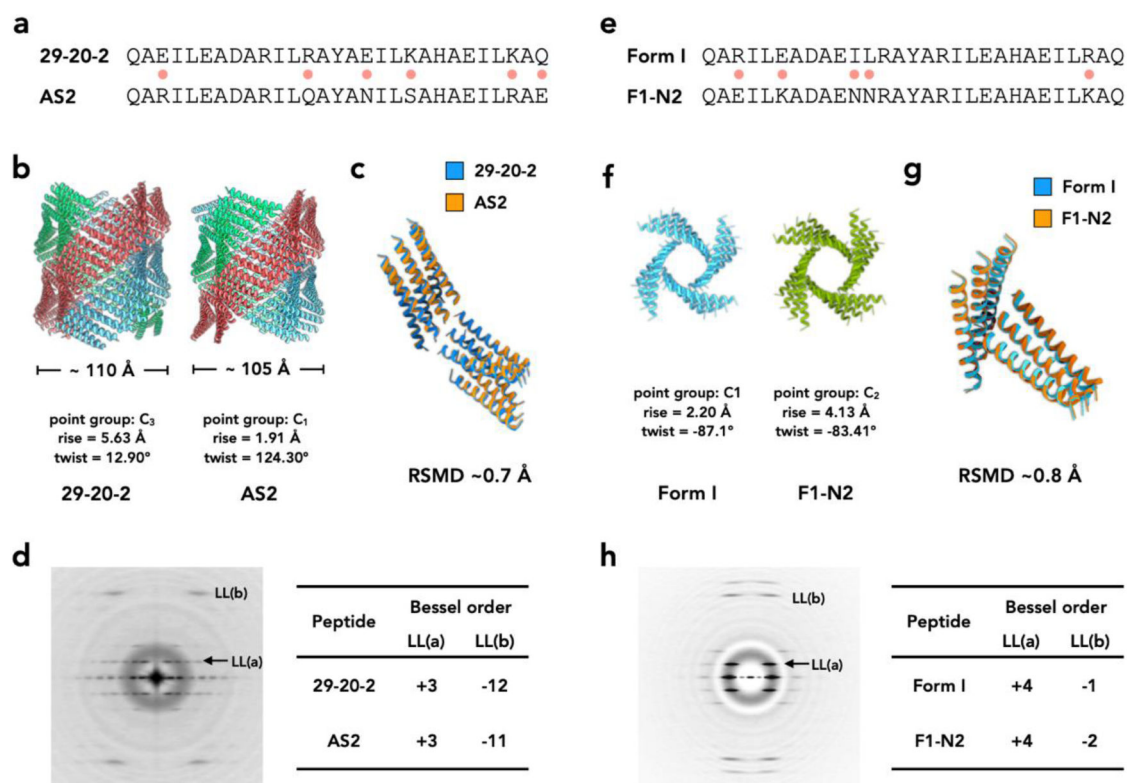 a
29-20-2 QAEILEADARILRAYAEILKAHAEILKAQ
AS2 QARILEADARILQAYANILSAHAEILRAE
e
Form I QARILEADAEILRAYARILEAHAEILRAQ
F1-N2 QAEILKADAENNRAYARILEAHAEILKAQ
b
~ 110 Å
~ 105 Å
point group: C₃
rise = 5.63 Å
twist = 12.90°
29-20-2
point group: C₁
rise = 1.91 Å
twist = 124.30°
AS2
c
29-20-2
AS2
RSMD ~0.7 Å
f
point group: C1
rise = 2.20 Å
twist = -87.1°
Form I
point group: C₂
rise = 4.13 Å
twist = -83.41°
F1-N2
g
Form I
F1-N2
RSMD ~0.8 Å
d
LL(b)
LL(a)
Peptide Bessel order
LL(a) LL(b)
29-20-2 +3 -12
AS2 +3 -11
h
LL(b)
LL(a)
Peptide Bessel order
LL(a) LL(b)
Form I +4 -1
F1-N2 +4 -2